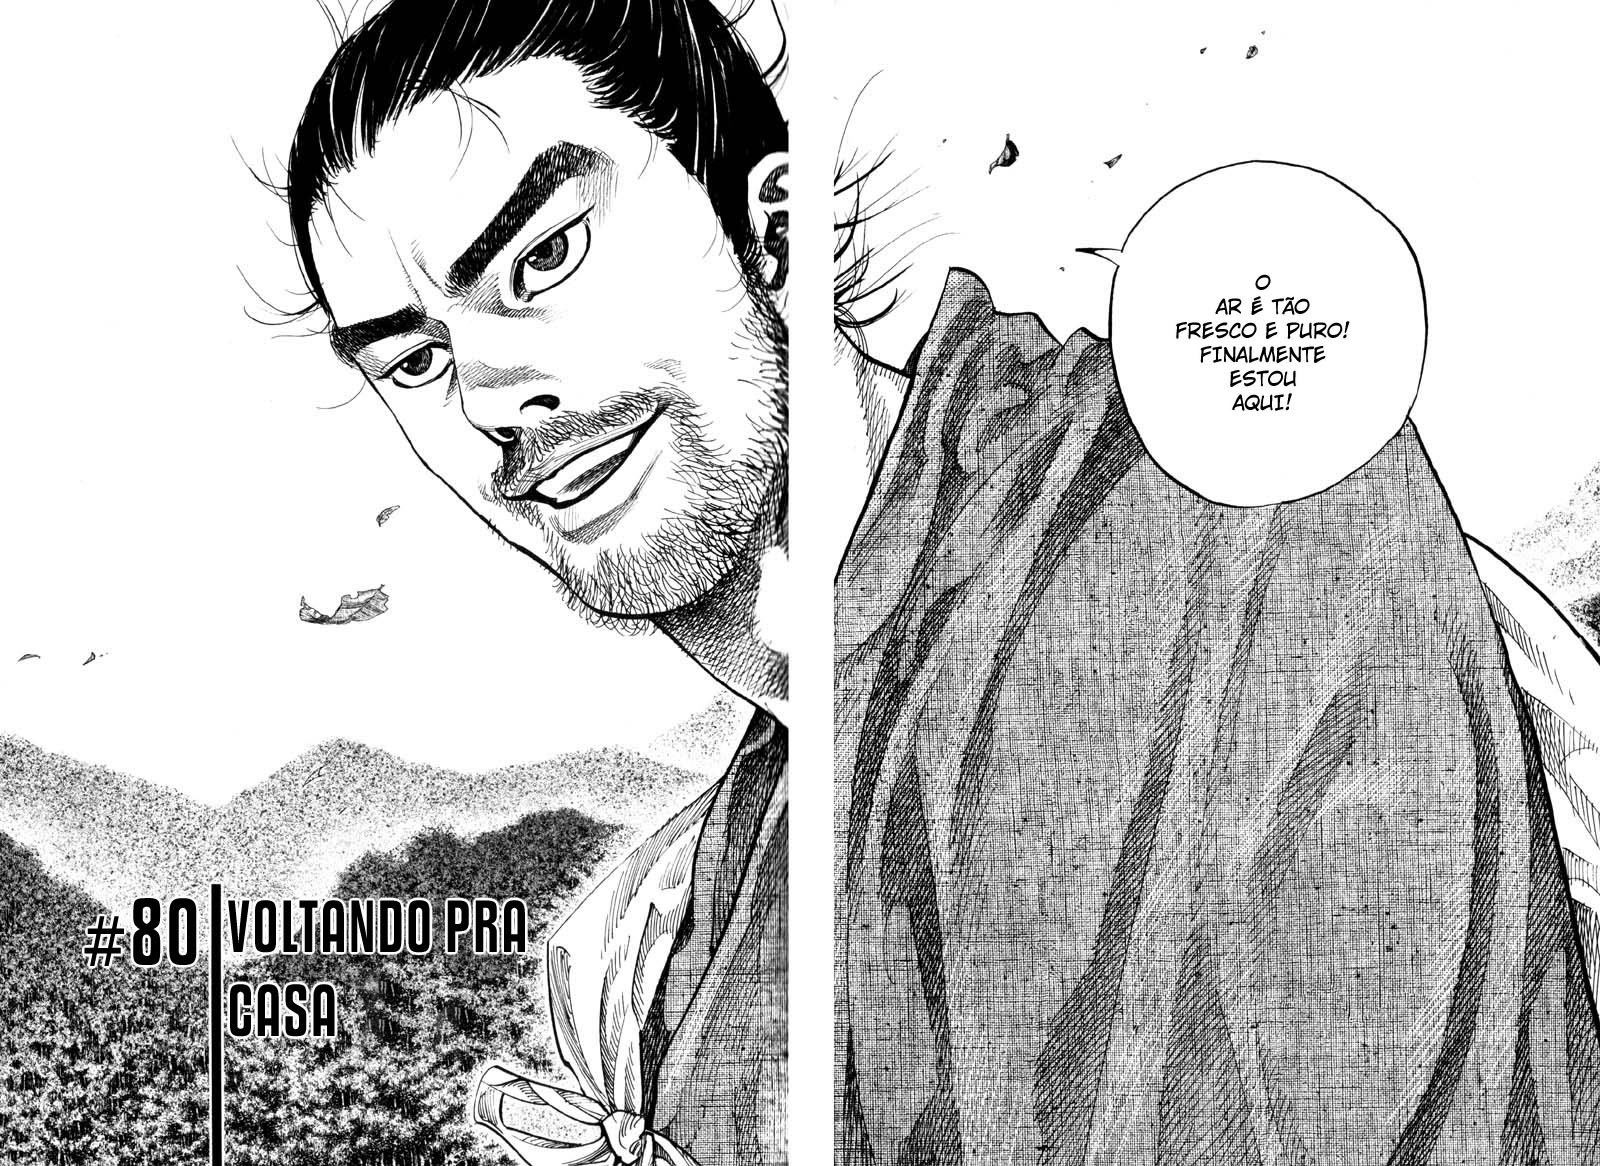 O
AR É TÃO
FRESCO E PURO!
FINALMENTE
ESTOU
AQUI!
#80
VOLTANDO PRA
CASA